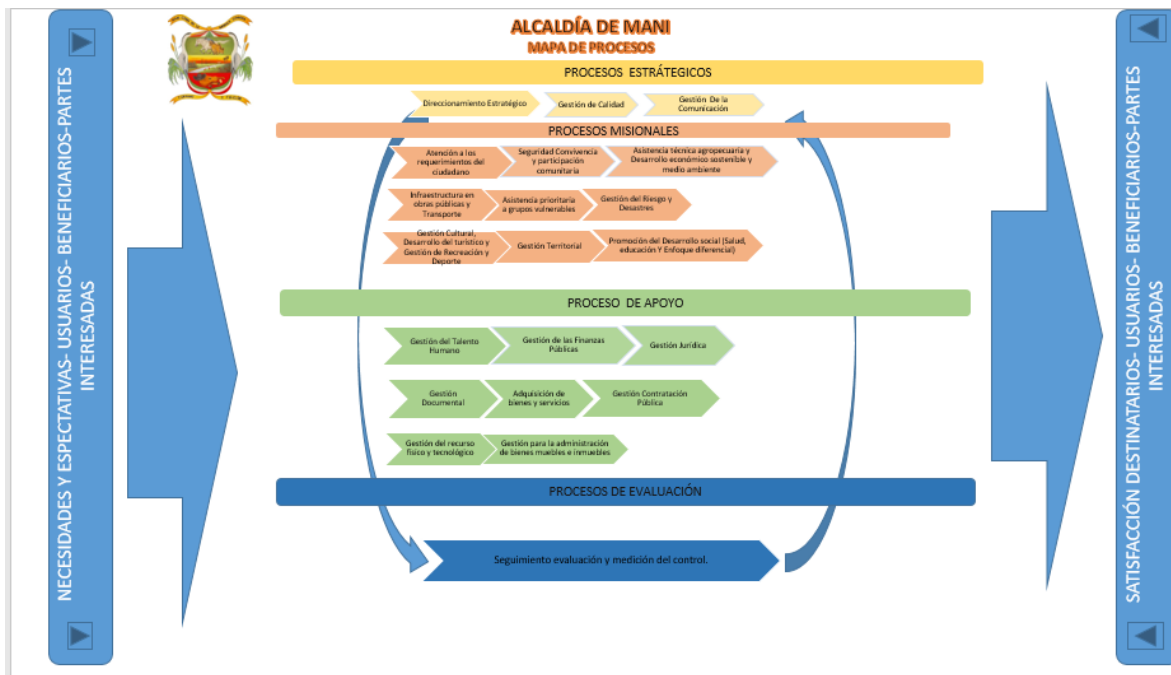 ALCALDÍA DE MANI
MAPA DE PROCESOS
NECESIDADES Y ESPECTATIVAS- USUARIOS- BENEFICIARIOS-PARTES
INTERESADAS
PROCESOS ESTRÁTEGICOS
Direccionamiento Estratégico
Gestión de Calidad
Gestión De la
Comunicación
PROCESOS MISIONALES
Atención a los
requerimientos del
ciudadano
Seguridad Convivencia
y participación
comunitaria
Asistencia técnica agropecuaria y
Desarrollo económico sostenible y
medio ambiente
Infraestructura en
obras públicas y
Transporte
Asistencia prioritaria
a grupos vulnerables
Gestión del Riesgo y
Desastres
Gestión Cultural,
Desarrollo del turístico y
Gestión de Recreación y
Deporte
Gestión Territorial
Promoción del Desarrollo social (Salud,
educación Y Enfoque diferencial)
PROCESO DE APOYO
Gestión del Talento
Humano
Gestión de las Finanzas
Públicas
Gestión Jurídica
Gestión
Documental
Adquisición de
bienes y servicios
Gestión Contratación
Pública
Gestión del recurso
físico y tecnológico
Gestión para la administración
de bienes muebles e inmuebles
PROCESOS DE EVALUACIÓN
Seguimiento evaluación y medición del control.
SATISFACCIÓN DESTINATARIOS- USUARIOS- BENEFICIARIOS-PARTES
INTERESADAS